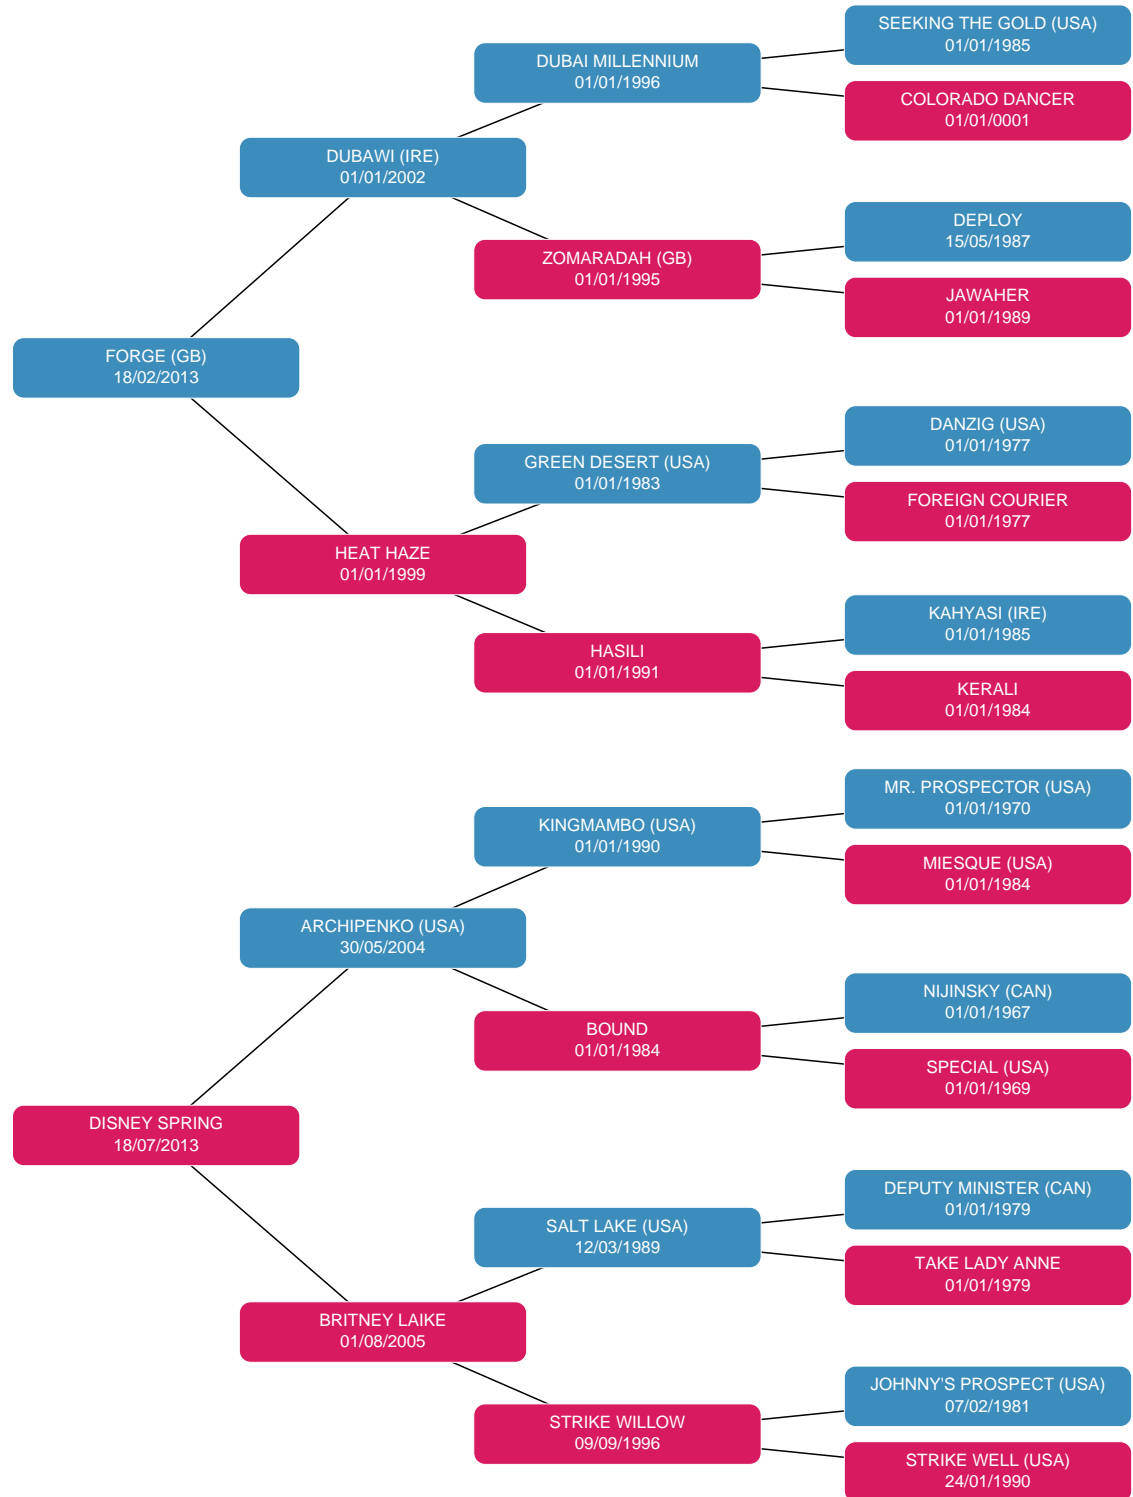 SEEKING THE GOLD (USA)
01/01/1985
DUBAI MILLENNIUM
01/01/1996
COLORADO DANCER
01/01/0001
DUBAWI (IRE)
01/01/2002
DEPLOY
15/05/1987
ZOMARADAH (GB)
01/01/1995
JAWAHER
01/01/1989
FORGE (GB)
18/02/2013
DANZIG (USA)
01/01/1977
GREEN DESERT (USA)
01/01/1983
FOREIGN COURIER
01/01/1977
HEAT HAZE
01/01/1999
KAHYASI (IRE)
01/01/1985
HASILI
01/01/1991
KERALI
01/01/1984
MR. PROSPECTOR (USA)
01/01/1970
KINGMAMBO (USA)
01/01/1990
MIESQUE (USA)
01/01/1984
ARCHIPENKO (USA)
30/05/2004
NIJINSKY (CAN)
01/01/1967
BOUND
01/01/1984
SPECIAL (USA)
01/01/1969
DISNEY SPRING
18/07/2013
DEPUTY MINISTER (CAN)
01/01/1979
SALT LAKE (USA)
12/03/1989
TAKE LADY ANNE
01/01/1979
BRITNEY LAIKE
01/08/2005
JOHNNY'S PROSPECT (USA)
07/02/1981
STRIKE WILLOW
09/09/1996
STRIKE WELL (USA)
24/01/1990